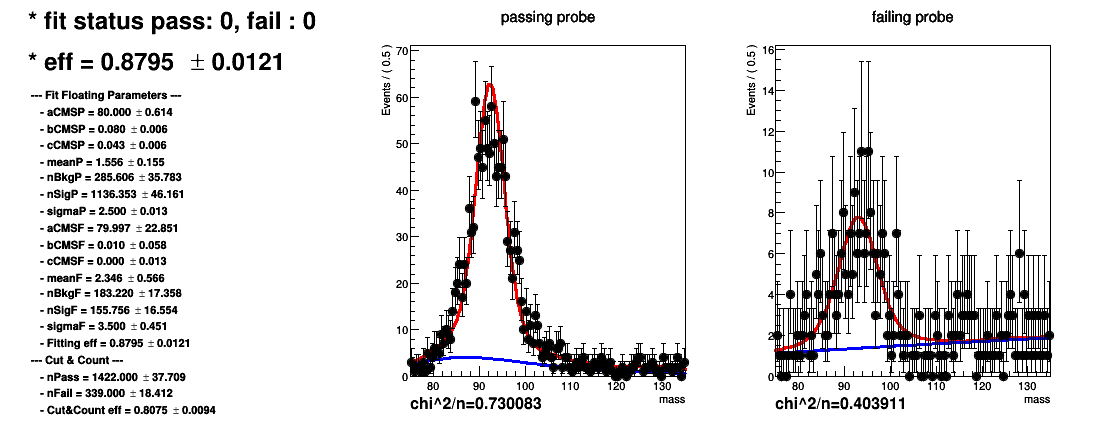 * fit status pass: 0, fail : 0
* eff = 0.8795 ± 0.0121
--- Fit Floating Parameters ---
- aCMSP = 80.000 ± 0.614
- bCMSP = 0.080 ± 0.006
- cCMSP = 0.043 ± 0.006
- meanP = 1.556 ± 0.155
- nBkgP = 285.606 ± 35.783
- nSigP = 1136.353 ± 46.161
- sigmaP = 2.500 ± 0.013
- aCMSF = 79.997 ± 22.851
- bCMSF = 0.010 ± 0.058
- cCMSF = 0.000 ± 0.013
- meanF = 2.346 ± 0.566
- nBkgF = 183.220 ± 17.358
- nSigF = 155.756 ± 16.554
- sigmaF = 3.500 ± 0.451
- Fitting eff = 0.8795 ± 0.0121
--- Cut & Count ---
- nPass = 1422.000 ± 37.709
- nFail = 339.000 ± 18.412
- Cut&Count eff = 0.8075 ± 0.0094
passing probe
Events / ( 0.5 )
70
60
50
40
30
20
10
0
80 90 100 110 120 130
mass
chi^2/n=0.730083
failing probe
Events / ( 0.5 )
16
14
12
10
8
6
4
2
0
80 90 100 110 120 130
mass
chi^2/n=0.403911